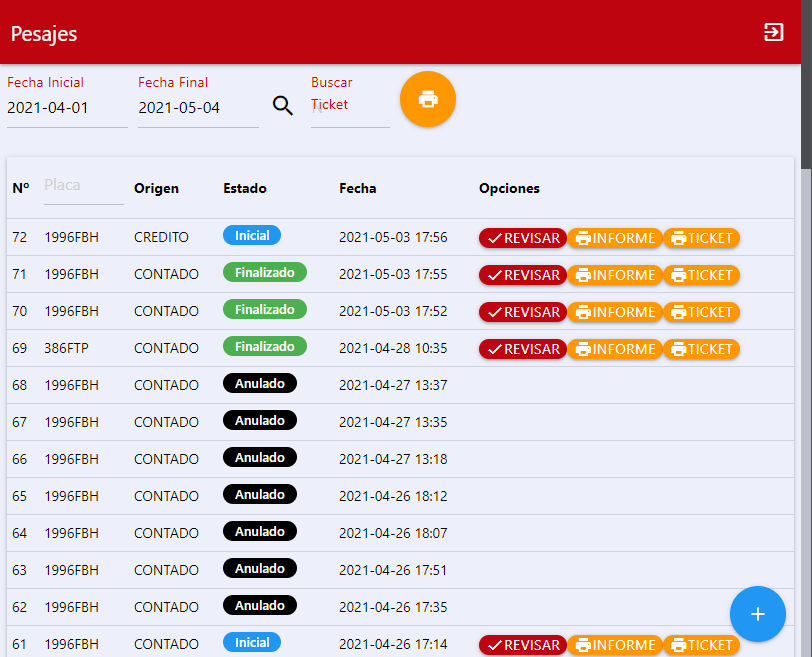 Pesajes
Fecha Inicial Fecha Final Buscar Ticket
2021-04-01 2021-05-04
Nº Placa Origen Estado Fecha Opciones
72 1996FBH CREDITO Inicial 2021-05-03 17:56 REVISAR INFORME TICKET
71 1996FBH CONTADO Finalizado 2021-05-03 17:55 REVISAR INFORME TICKET
70 1996FBH CONTADO Finalizado 2021-05-03 17:52 REVISAR INFORME TICKET
69 386FTP CONTADO Finalizado 2021-04-28 10:35 REVISAR INFORME TICKET
68 1996FBH CONTADO Anulado 2021-04-27 13:37
67 1996FBH CONTADO Anulado 2021-04-27 13:35
66 1996FBH CONTADO Anulado 2021-04-27 13:18
65 1996FBH CONTADO Anulado 2021-04-26 18:12
64 1996FBH CONTADO Anulado 2021-04-26 18:07
63 1996FBH CONTADO Anulado 2021-04-26 17:51
62 1996FBH CONTADO Anulado 2021-04-26 17:35
61 1996FBH CONTADO Inicial 2021-04-26 17:14 REVISAR INFORME TICKET